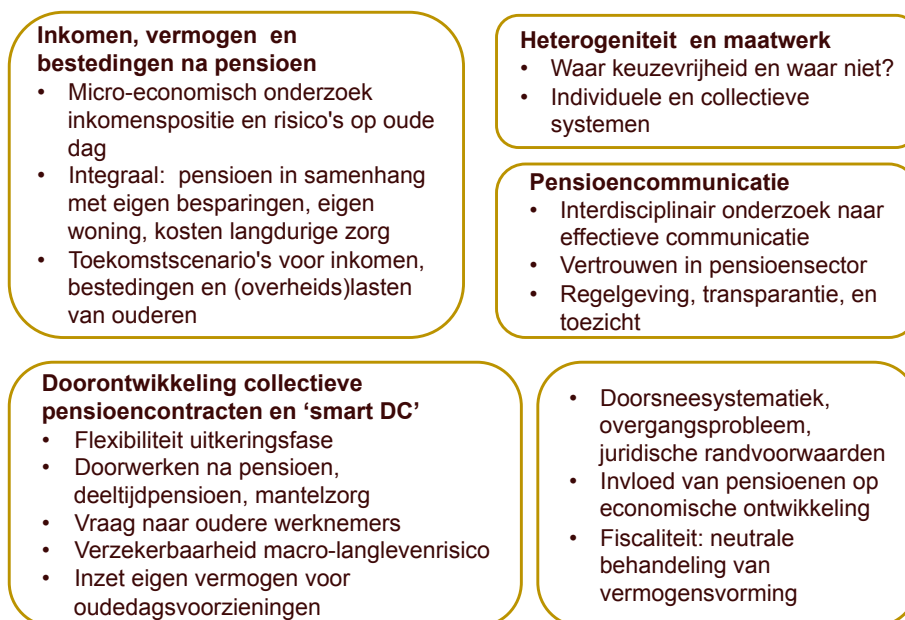 Inkomen, vermogen en
bestedingen na pensioen
• Micro-economisch onderzoek
inkomenspositie en risico's op oude
dag
• Integraal: pensioen in samenhang
met eigen besparingen, eigen
woning, kosten langdurige zorg
• Toekomstscenario's voor inkomen,
bestedingen en (overheids)lasten
van ouderen
Heterogeniteit en maatwerk
• Waar keuzevrijheid en waar niet?
• Individuele en collectieve
systemen
Pensioencommunicatie
• Interdisciplinair onderzoek naar
effectieve communicatie
• Vertrouwen in pensioensector
• Regelgeving, transparantie, en
toezicht
Doorontwikkeling collectieve
pensioencontracten en ‘smart DC’
• Flexibiliteit uitkeringsfase
• Doorwerken na pensioen,
deeltijdpensioen, mantelzorg
• Vraag naar oudere werknemers
• Verzekerbaarheid macro-langlevenrisico
• Inzet eigen vermogen voor
oudedagsvoorzieningen
• Doorsneesystematiek,
overgangsprobleem,
juridische randvoorwaarden
• Invloed van pensioenen op
economische ontwikkeling
• Fiscaliteit: neutrale
behandeling van
vermogensvorming